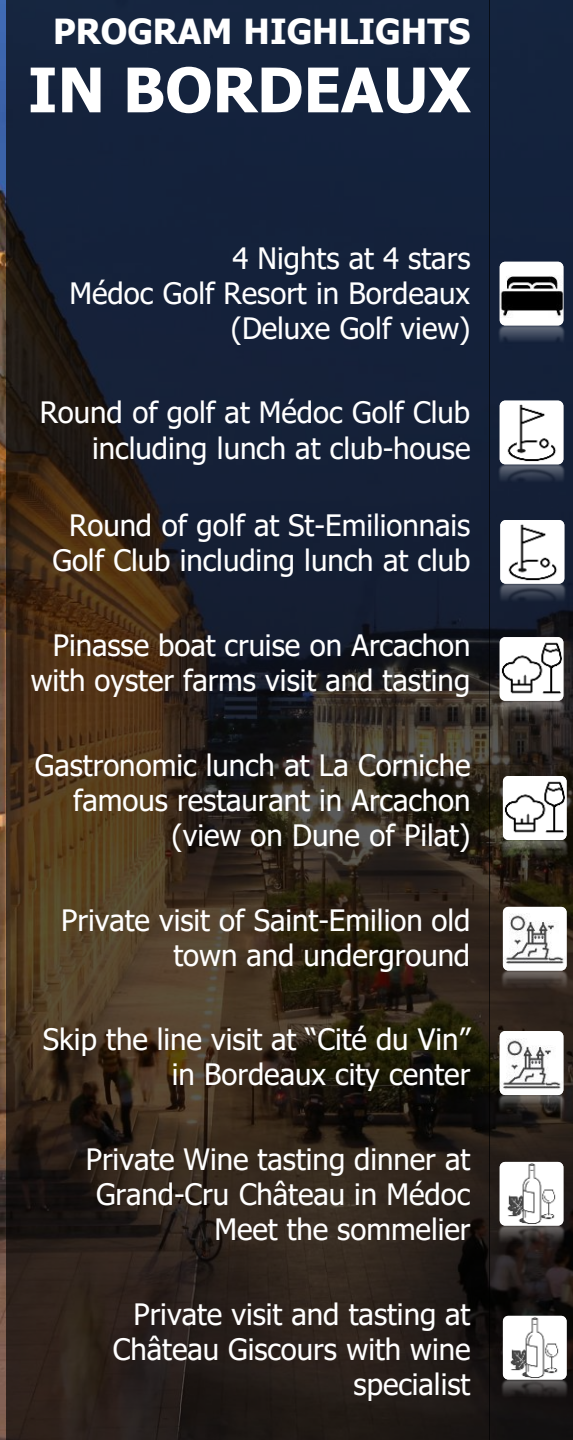 PROGRAM HIGHLIGHTS
IN BORDEAUX
4 Nights at 4 stars
Médoc Golf Resort in Bordeaux
(Deluxe Golf view)
Round of golf at Médoc Golf Club
including lunch at club-house
Round of golf at St-Emilionnais
Golf Club including lunch at club
Pinasse boat cruise on Arcachon
with oyster farms visit and tasting
Gastronomic lunch at La Corniche
famous restaurant in Arcachon
(view on Dune of Pilat)
Private visit of Saint-Emilion old
town and underground
Skip the line visit at “Cité du Vin”
in Bordeaux city center
Private Wine tasting dinner at
Grand-Cru Château in Médoc
Meet the sommelier
Private visit and tasting at
Château Giscours with wine
specialist